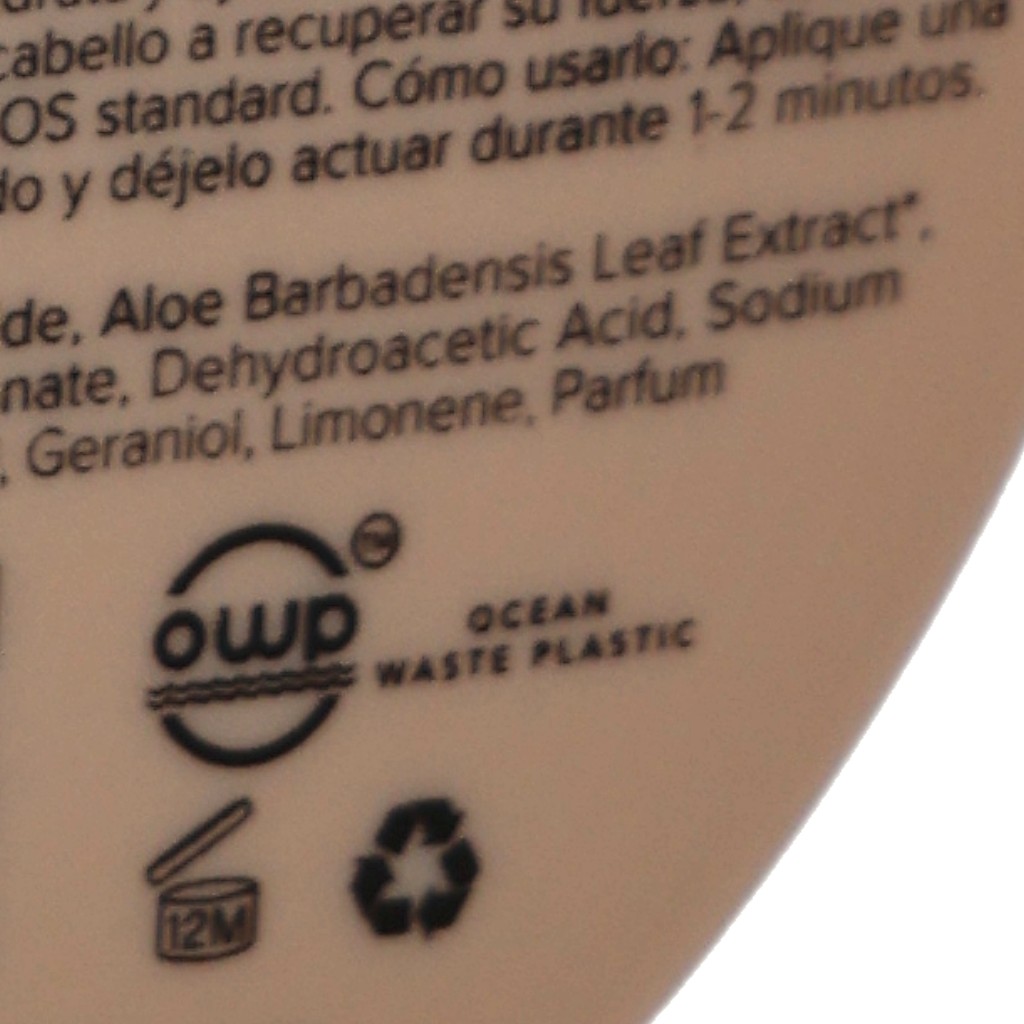 cabello a recuperar su
OS standard. Cómo usarlo: Aplique una
do y déjelo actuar durante 1-2 minutos.
de, Aloe Barbadensis Leaf Extract*,
nate, Dehydroacetic Acid, Sodium
, Geraniol, Limonene, Parfum
owp TM
OCEAN
WASTE PLASTIC
12M